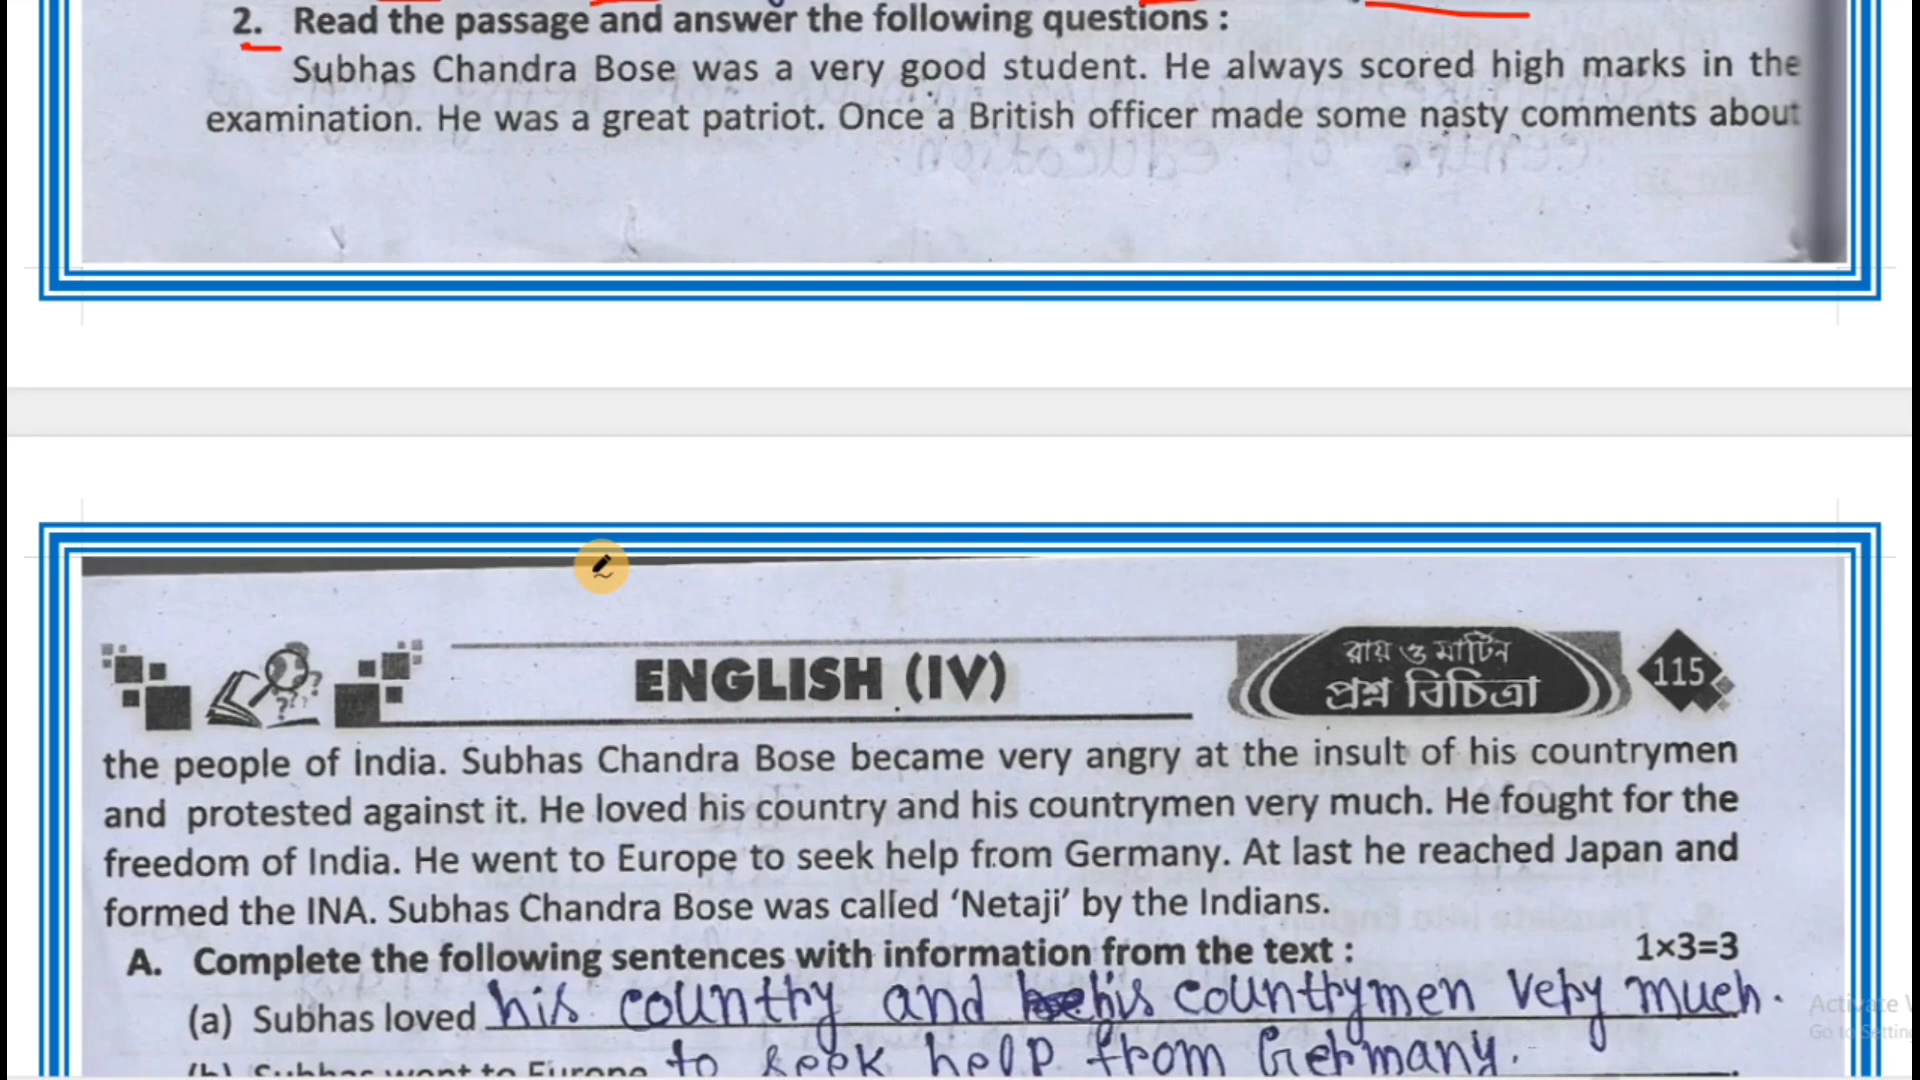 2. Read the passage and answer the following questions :
Subhas Chandra Bose was a very good student. He always scored high marks in the
examination. He was a great patriot. Once a British officer made some nasty comments about
ENGLISH (IV)
রায় ও মার্টিন
প্রশ্ন বিচিত্রা
115
the people of India. Subhas Chandra Bose became very angry at the insult of his countrymen
and protested against it. He loved his country and his countrymen very much. He fought for the
freedom of India. He went to Europe to seek help from Germany. At last he reached Japan and
formed the INA. Subhas Chandra Bose was called ‘Netaji’ by the Indians.
A. Complete the following sentences with information from the text : 1×3=3
(a) Subhas loved his country and his countrymen very much.
(b) Subhas went to Europe to seek help from Germany.